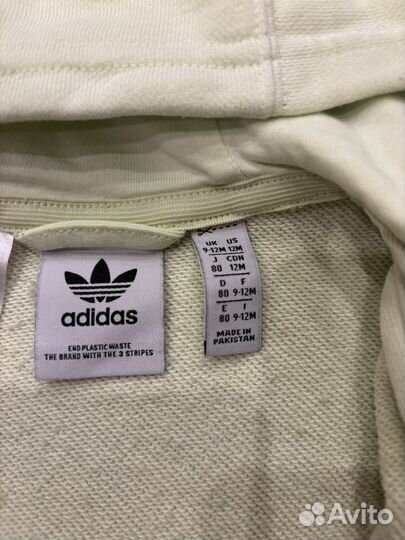 adidas
END PLASTIC WASTE
THE BRAND WITH THE 3 STRIPES
UK US
9-12M 12M
J CDN
80 12M
D F
80 9-12M
E I
80 9-12M
MADE IN
PAKISTAN
Avito